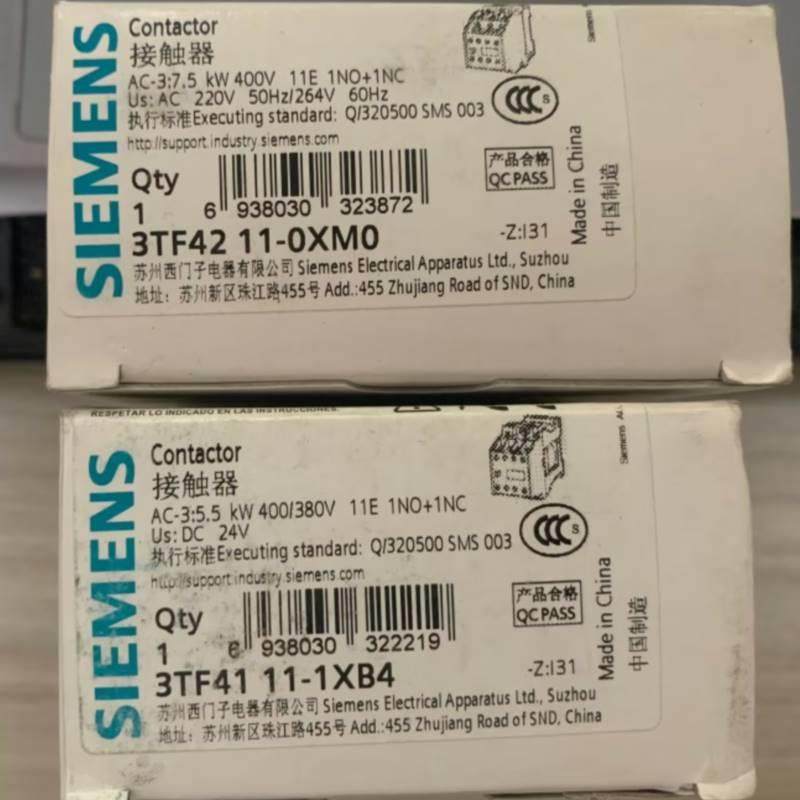 SIEMENS
Contactor
接触器
AC-3:7.5 kW 400V 11E 1NO+1NC
Us: AC 220V 50Hz/264V 60Hz
执行标准Executing standard: Q/320500 SMS 003
http://support.industry.siemens.com
CCC S
Siemens
Qty
1
6 938030 323872
产品合格
QC PASS
Made in China
中国制造
3TF42 11-0XM0
-Z:I31
苏州西门子电器有限公司 Siemens Electrical Apparatus Ltd., Suzhou
地址: 苏州新区珠江路455号 Add.:455 Zhujiang Road of SND, China
RESPETAR LO INDICADO EN LAS INSTRUCCIONES.
SIEMENS
Contactor
接触器
AC-3:5.5 kW 400/380V 11E 1NO+1NC
Us: DC 24V
执行标准Executing standard: Q/320500 SMS 003
http://support.industry.siemens.com
CCC S
Siemens
Qty
1
6 938030 322219
产品合格
QC PASS
Made in China
中国制造
3TF41 11-1XB4
-Z:I31
苏州西门子电器有限公司 Siemens Electrical Apparatus Ltd., Suzhou
地址: 苏州新区珠江路455号 Add.:455 Zhujiang Road of SND, China